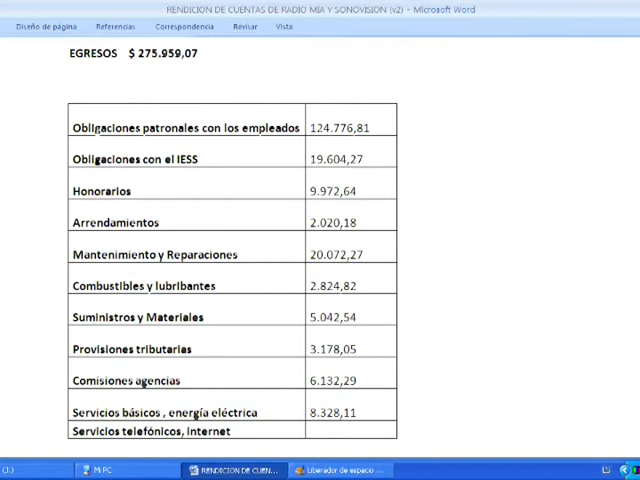 RENDICION DE CUENTAS DE RADIO MIA Y SONOVISION (v2) - Microsoft Word
Diseño de página Referencias Correspondencia Revisar Vista
EGRESOS $ 275.959,07
Obligaciones patronales con los empleados 124.776,81
Obligaciones con el IESS 19.604,27
Honorarios 9.972,64
Arrendamientos 2.020,18
Mantenimiento y Reparaciones 20.072,27
Combustibles y lubribantes 2.824,82
Suministros y Materiales 5.042,54
Provisiones tributarias 3.178,05
Comisiones agencias 6.132,29
Servicios básicos , energía eléctrica 8.328,11
Servicios telefónicos, Internet
(J:) Mi PC RENDICION DE CUEN... Liberador de espacio ...